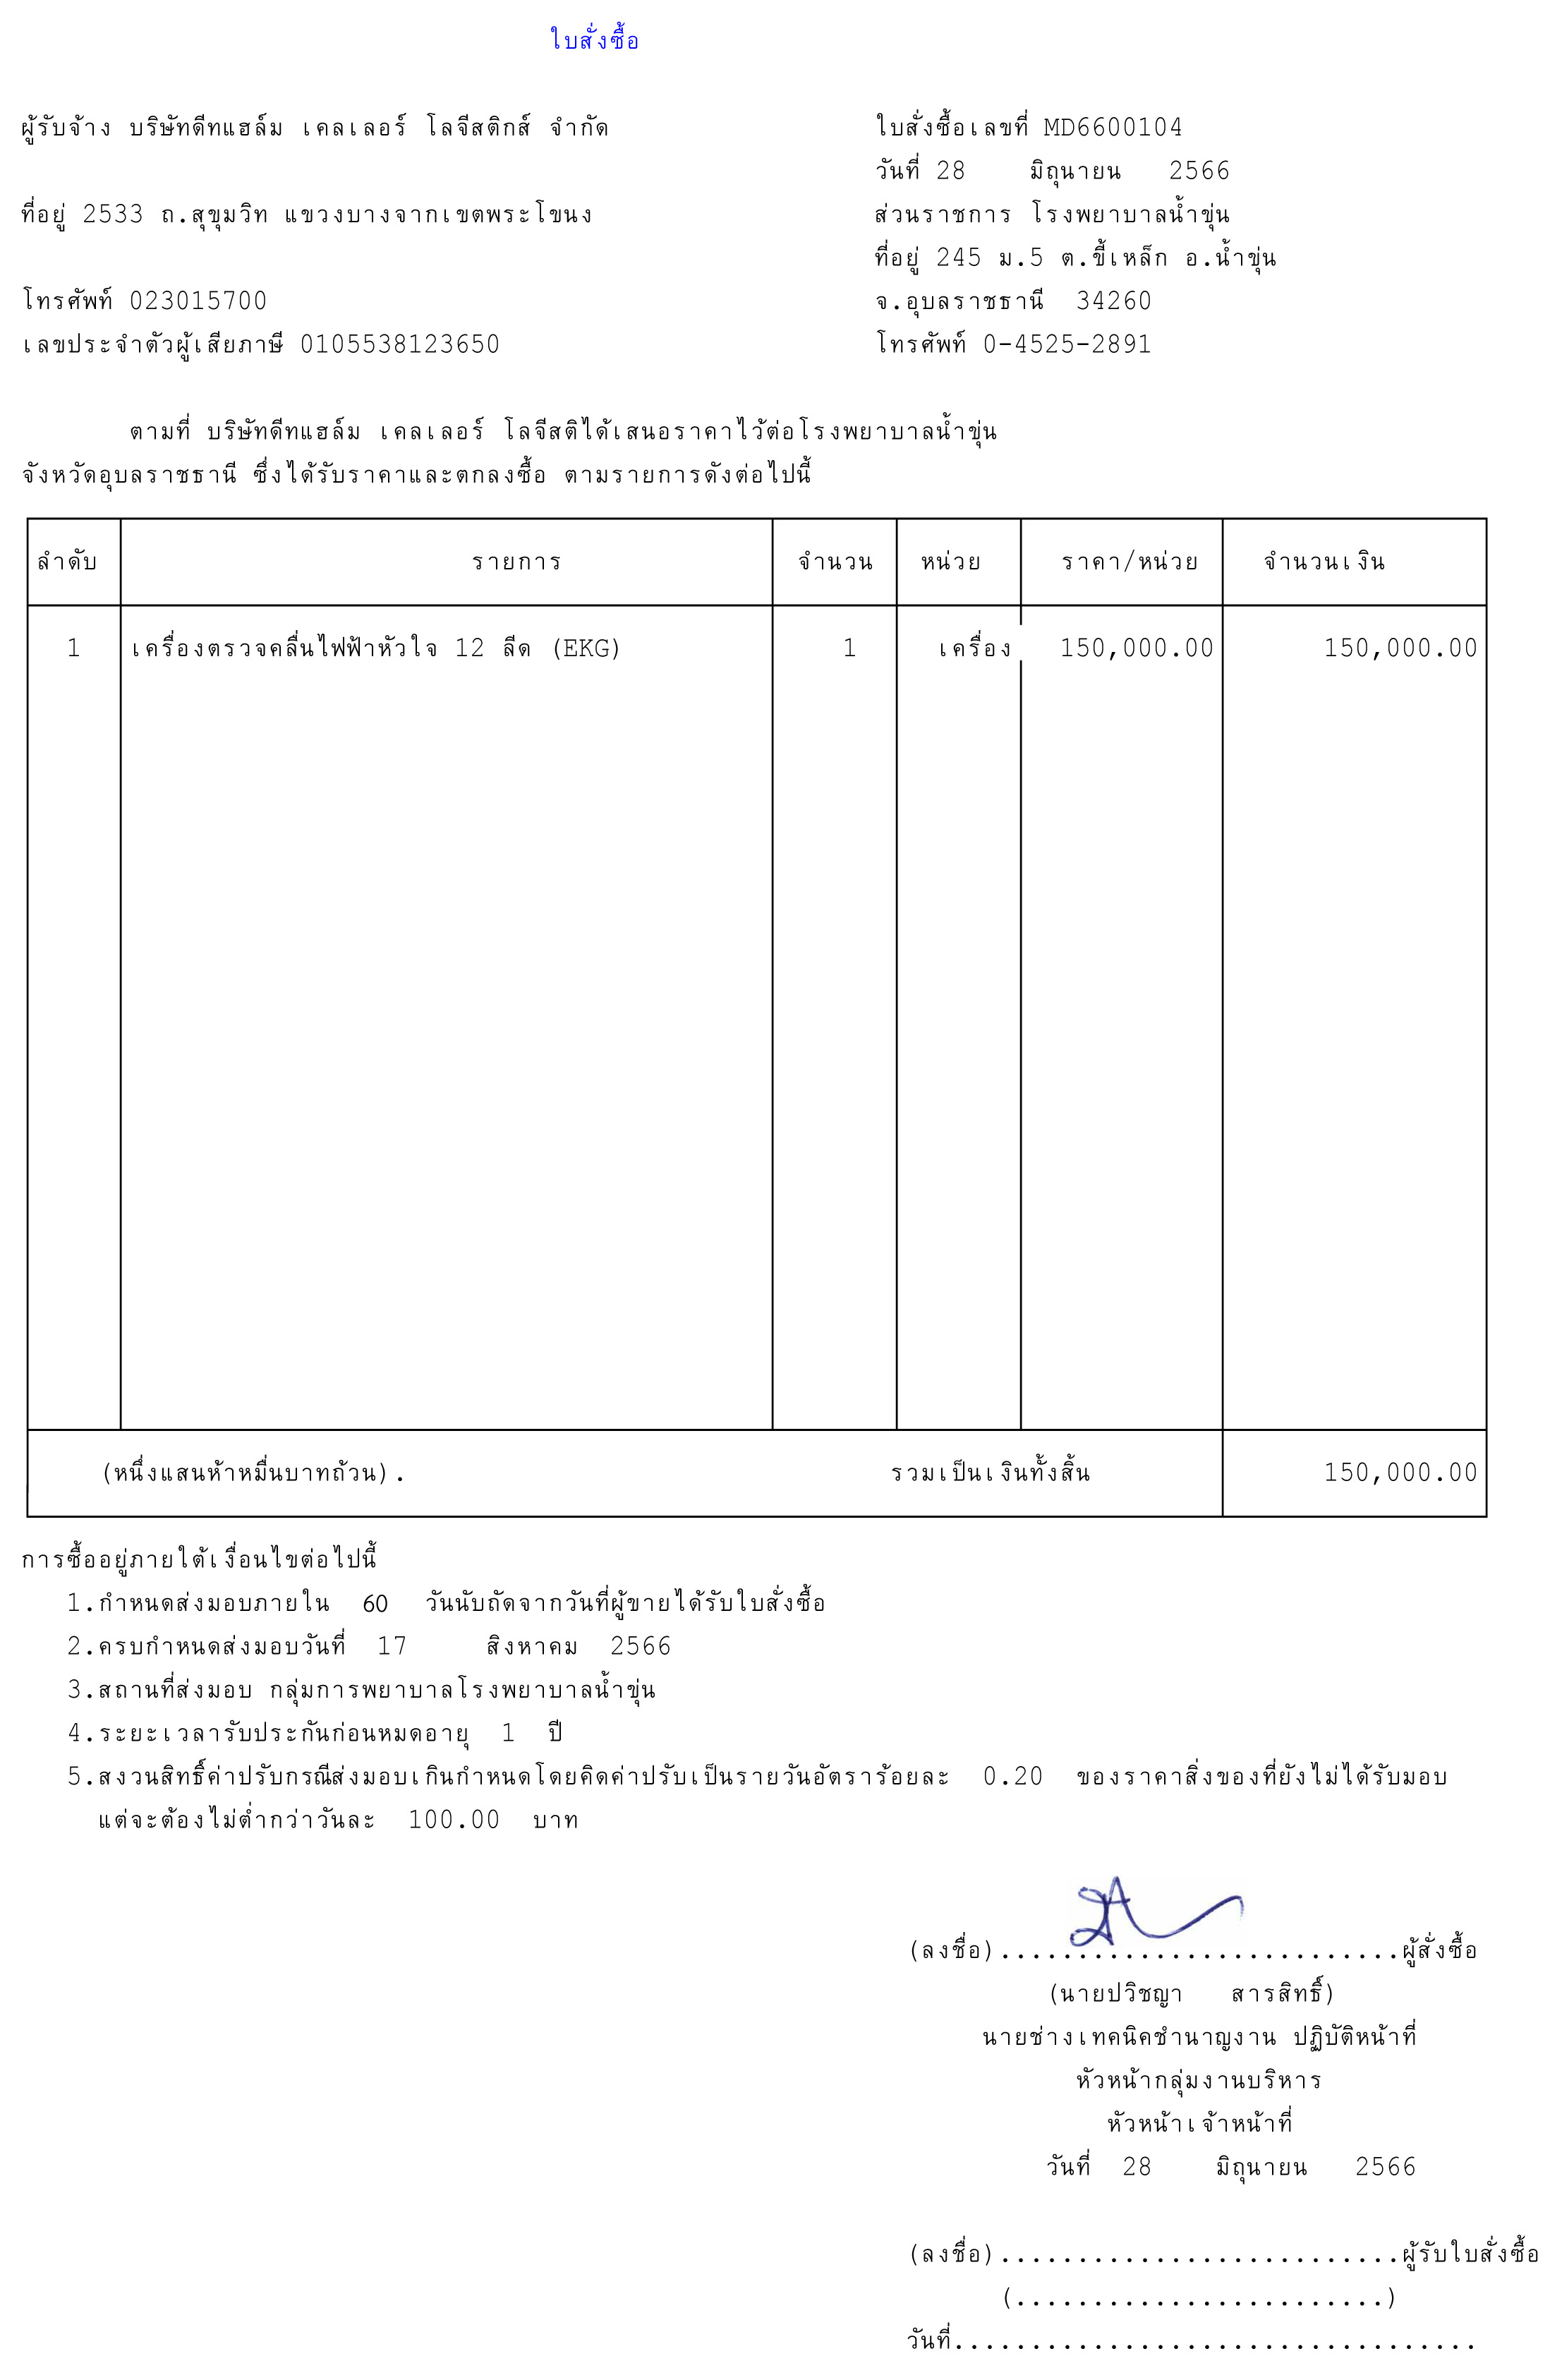 ใบสั่งซื้อ
ผู้รับจ้าง บริษัทดีทแฮล์ม เคลเลอร์ โลจีสติกส์ จำกัด
ใบสั่งซื้อเลขที่ MD6600104
วันที่ 28 มิถุนายน 2566
ที่อยู่ 2533 ถ.สุขุมวิท แขวงบางจากเขตพระโขนง
ส่วนราชการ โรงพยาบาลน้ำขุ่น
ที่อยู่ 245 ม.5 ต.ขี้เหล็ก อ.น้ำขุ่น
โทรศัพท์ 023015700
จ.อุบลราชธานี 34260
เลขประจำตัวผู้เสียภาษี 0105538123650
โทรศัพท์ 0-4525-2891
ตามที่ บริษัทดีทแฮล์ม เคลเลอร์ โลจีสติได้เสนอราคาไว้ต่อโรงพยาบาลน้ำขุ่น
จังหวัดอุบลราชธานี ซึ่งได้รับราคาและตกลงซื้อ ตามรายการดังต่อไปนี้
ลำดับ รายการ จำนวน หน่วย ราคา/หน่วย จำนวนเงิน
1 เครื่องตรวจคลื่นไฟฟ้าหัวใจ 12 ลีด (EKG) 1 เครื่อง 150,000.00 150,000.00
(หนึ่งแสนห้าหมื่นบาทถ้วน). รวมเป็นเงินทั้งสิ้น 150,000.00
การซื้ออยู่ภายใต้เงื่อนไขต่อไปนี้
1.กำหนดส่งมอบภายใน 60 วันนับถัดจากวันที่ผู้ขายได้รับใบสั่งซื้อ
2.ครบกำหนดส่งมอบวันที่ 17 สิงหาคม 2566
3.สถานที่ส่งมอบ กลุ่มการพยาบาลโรงพยาบาลน้ำขุ่น
4.ระยะเวลารับประกันก่อนหมดอายุ 1 ปี
5.สงวนสิทธิ์ค่าปรับกรณีส่งมอบเกินกำหนดโดยคิดค่าปรับเป็นรายวันอัตราร้อยละ 0.20 ของราคาสิ่งของที่ยังไม่ได้รับมอบ
แต่จะต้องไม่ต่ำกว่าวันละ 100.00 บาท
(ลงชื่อ)..........................ผู้สั่งซื้อ
(นายปวิชญา สารสิทธิ์)
นายช่างเทคนิคชำนาญงาน ปฏิบัติหน้าที่
หัวหน้ากลุ่มงานบริหาร
หัวหน้าเจ้าหน้าที่
วันที่ 28 มิถุนายน 2566
(ลงชื่อ)..........................ผู้รับใบสั่งซื้อ
(........................)
วันที่..................................